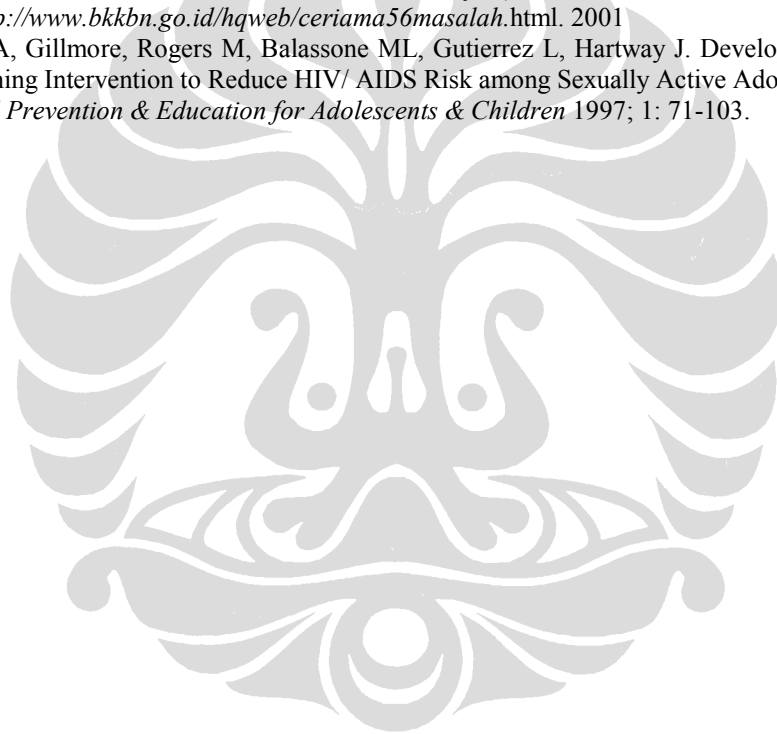 p://www.bkkbn.go.id/hqweb/ceriama56masalah.html. 2001
A, Gillmore, Rogers M, Balassone ML, Gutierrez L, Hartway J. Develo
ning Intervention to Reduce HIV/ AIDS Risk among Sexually Active Ado
Prevention & Education for Adolescents & Children 1997; 1: 71-103.